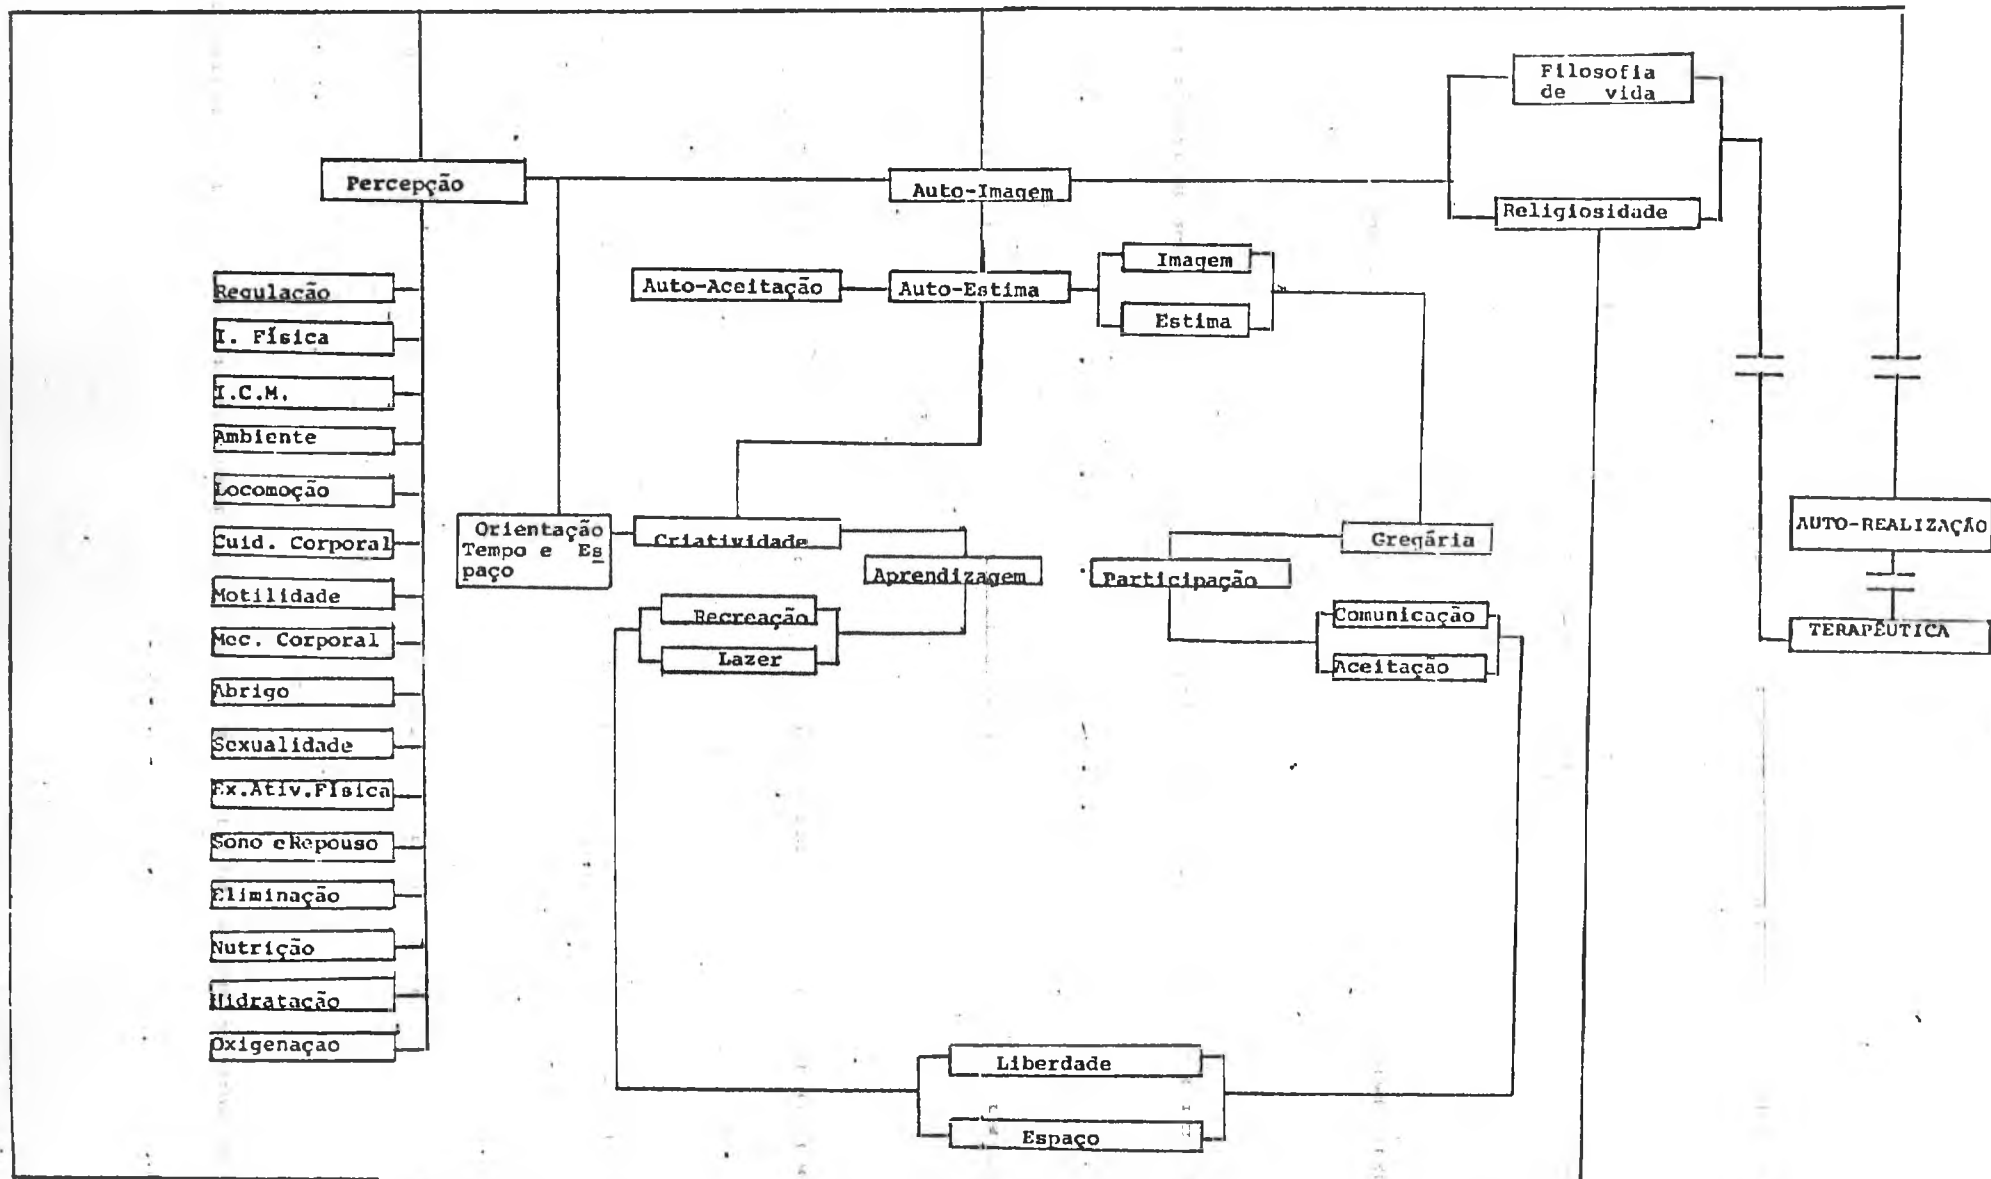 Filosofia
de vida
Percepção
Auto-Imagem
Religiosidade
Imagem
Auto-Aceitação
Auto-Estima
Estima
Regulação
I. Física
I.C.M.
Ambiente
Locomoção
Cuid. Corporal
Motilidade
Mec. Corporal
Abrigo
Sexualidade
Ex.Ativ.Física
Sono e Repouso
Eliminação
Nutrição
Hidratação
Oxigenação
Orientação
Tempo e Es
paço
Criatividade
Aprendizagem
Recreação
Lazer
Gregária
Participação
Comunicação
Aceitação
AUTO-REALIZAÇÃO
TERAPÊUTICA
Liberdade
Espaço